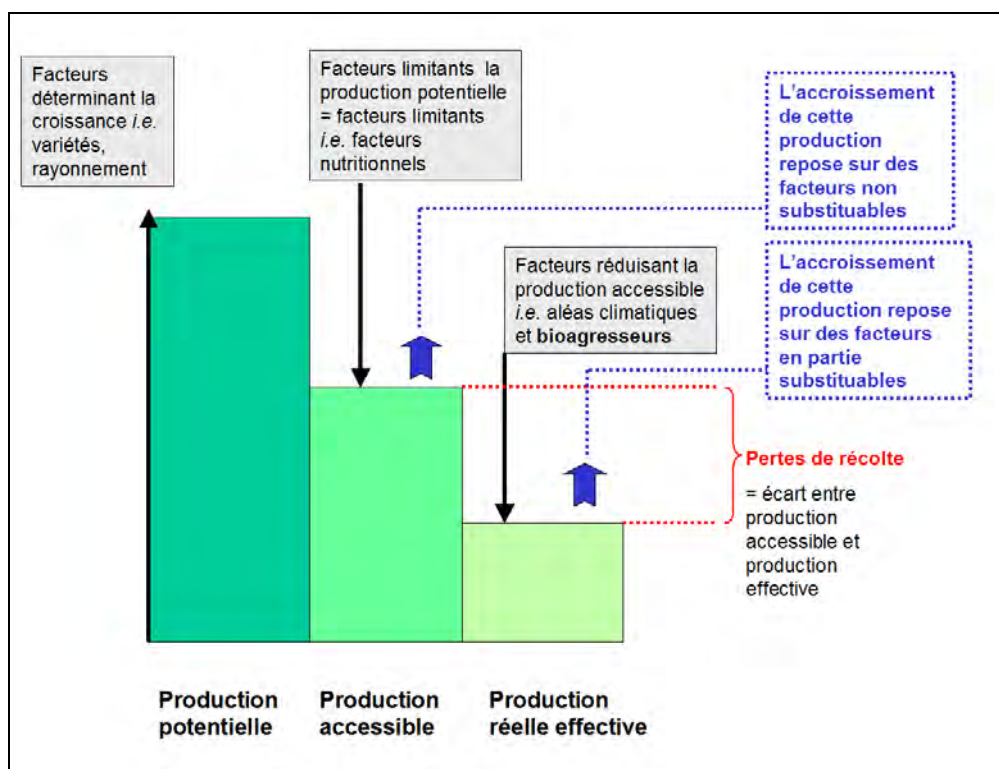 Facteurs
déterminant la
croissance i.e.
variétés,
rayonnement
Facteurs limitants la
production potentielle
= facteurs limitants
i.e. facteurs
nutritionnels
L'accroissement
de cette
production
repose sur des
facteurs non
substituables
Facteurs réduisant la
production accessible
i.e. aléas climatiques
et bioagresseurs
L'accroissement
de cette
production repose
sur des facteurs
en partie
substituables
Pertes de récolte
= écart entre
production
accessible et
production
effective
Production
potentielle
Production
accessible
Production
réelle effective